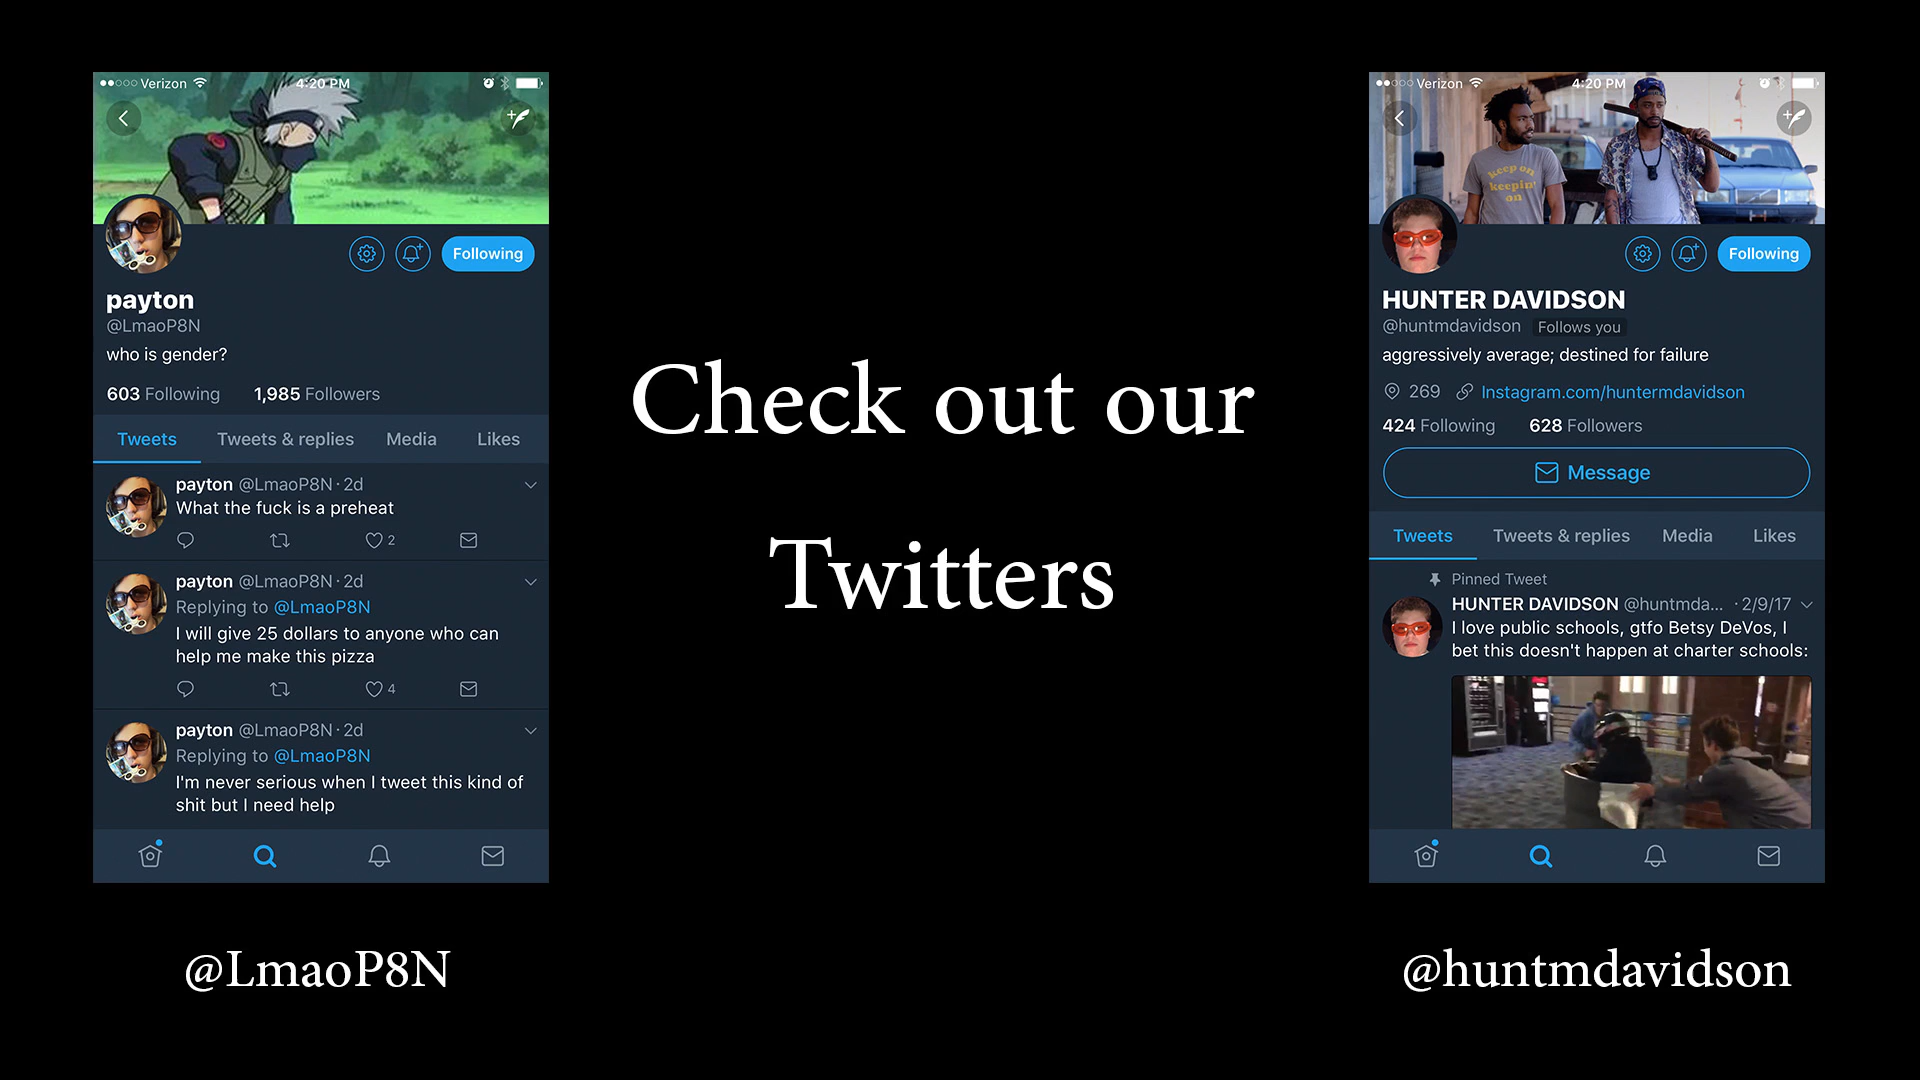 Verizon 4:20 PM
Following
payton
@LmaoP8N
who is gender?
603 Following 1,985 Followers
Tweets Tweets & replies Media Likes
payton @LmaoP8N · 2d
What the fuck is a preheat
2
payton @LmaoP8N · 2d
Replying to @LmaoP8N
I will give 25 dollars to anyone who can
help me make this pizza
4
payton @LmaoP8N · 2d
Replying to @LmaoP8N
I'm never serious when I tweet this kind of
shit but I need help
@LmaoP8N
Check out our
Twitters
Verizon 4:20 PM
keep on
keepin'
on
Following
HUNTER DAVIDSON
@huntmdavidson Follows you
aggressively average; destined for failure
269 Instagram.com/huntermdavidson
424 Following 628 Followers
Message
Tweets Tweets & replies Media Likes
Pinned Tweet
HUNTER DAVIDSON @huntmda... · 2/9/17
I love public schools, gtfo Betsy DeVos, I
bet this doesn't happen at charter schools:
@huntmdavidson